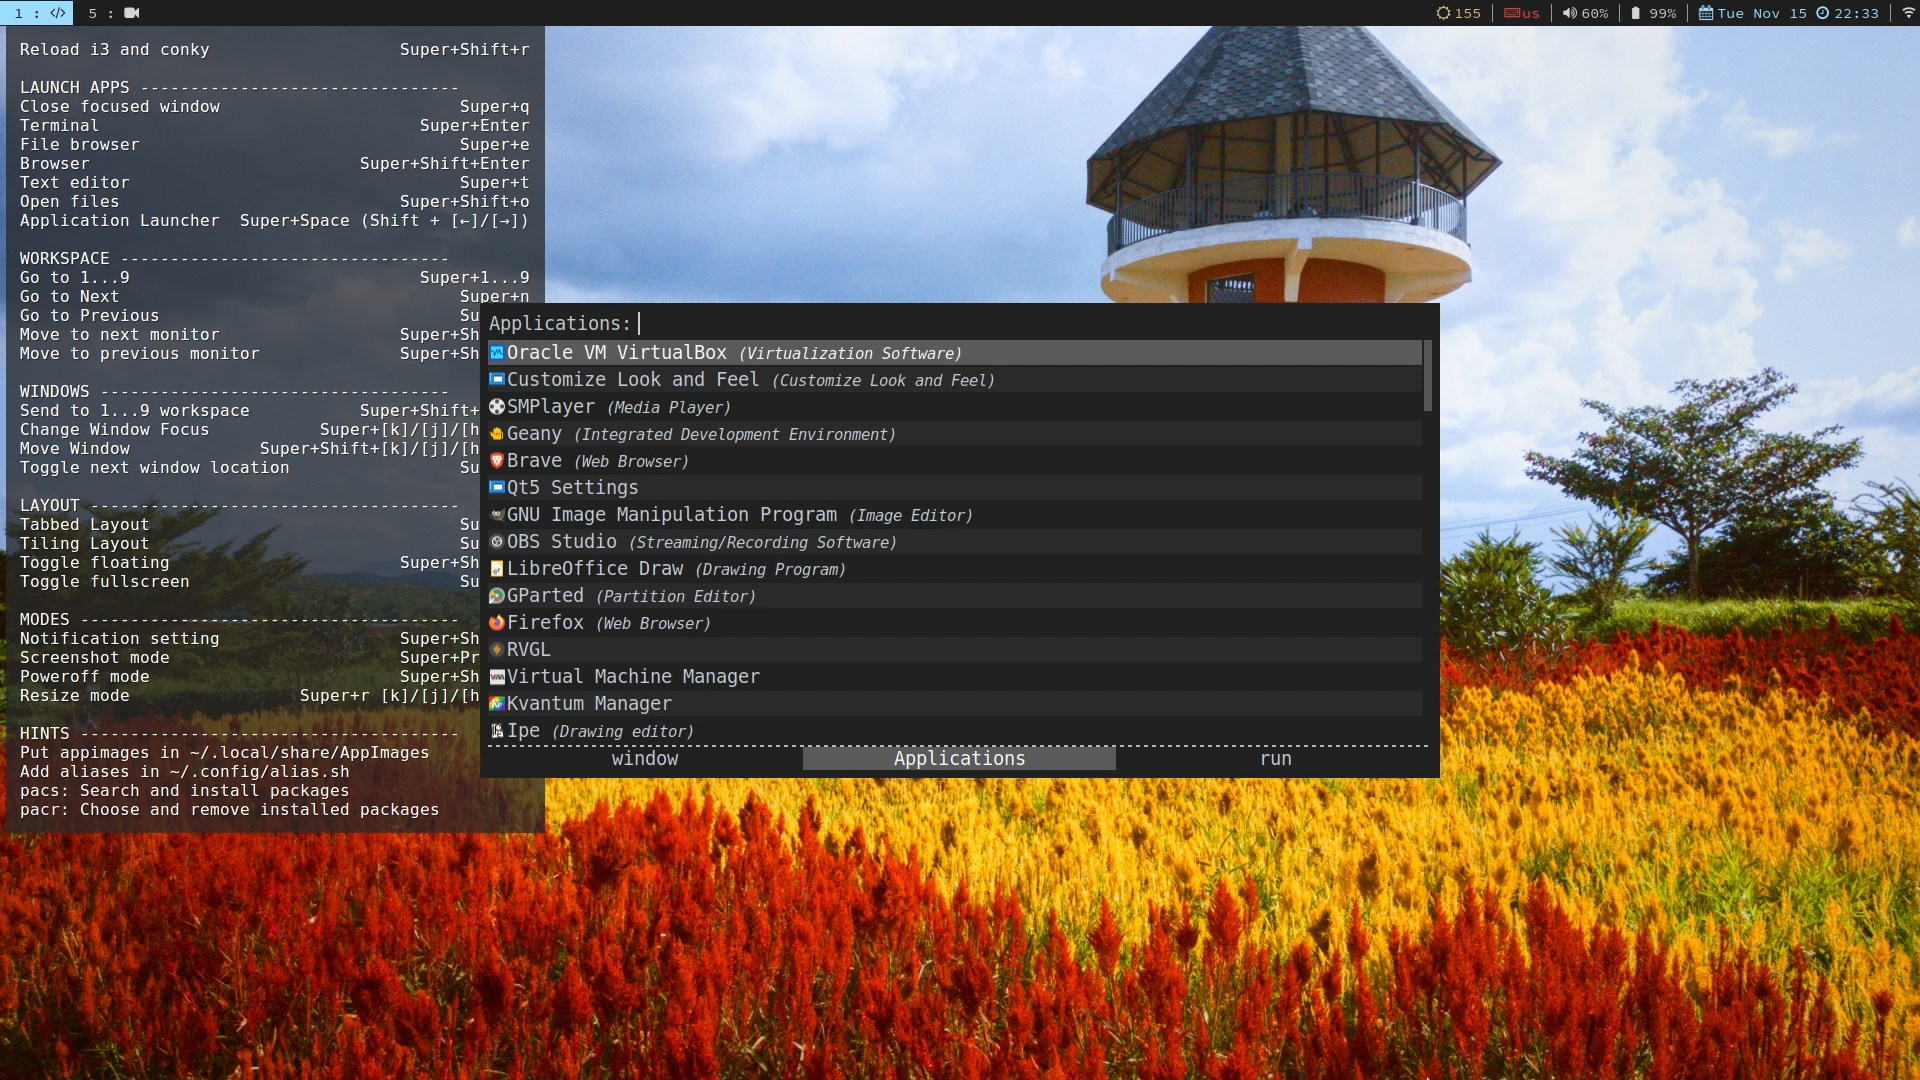 1 : </>
5 :
155
us
60%
99%
Tue Nov 15
22:33
Reload i3 and conky Super+Shift+r
LAUNCH APPS --------------------------------
Close focused window Super+q
Terminal Super+Enter
File browser Super+e
Browser Super+Shift+Enter
Text editor Super+t
Open files Super+Shift+o
Application Launcher Super+Space (Shift + [←]/[→])
WORKSPACE ---------------------------------
Go to 1...9 Super+1...9
Go to Next Super+n
Go to Previous Su
Move to next monitor Super+Sh
Move to previous monitor Super+Sh
WINDOWS -----------------------------------
Send to 1...9 workspace Super+Shift+
Change Window Focus Super+[k]/[j]/[h
Move Window Super+Shift+[k]/[j]/[h
Toggle next window location Su
LAYOUT -------------------------------------
Tabbed Layout Su
Tiling Layout Su
Toggle floating Super+Sh
Toggle fullscreen Su
MODES --------------------------------------
Notification setting Super+Sh
Screenshot mode Super+Pr
Poweroff mode Super+Sh
Resize mode Super+r [k]/[j]/[h
HINTS --------------------------------------
Put appimages in ~/.local/share/AppImages
Add aliases in ~/.config/alias.sh
pacs: Search and install packages
pacr: Choose and remove installed packages
Applications:
Oracle VM VirtualBox (Virtualization Software)
Customize Look and Feel (Customize Look and Feel)
SMPlayer (Media Player)
Geany (Integrated Development Environment)
Brave (Web Browser)
Qt5 Settings
GNU Image Manipulation Program (Image Editor)
OBS Studio (Streaming/Recording Software)
LibreOffice Draw (Drawing Program)
GParted (Partition Editor)
Firefox (Web Browser)
RVGL
Virtual Machine Manager
Kvantum Manager
Ipe (Drawing editor)
window
Applications
run